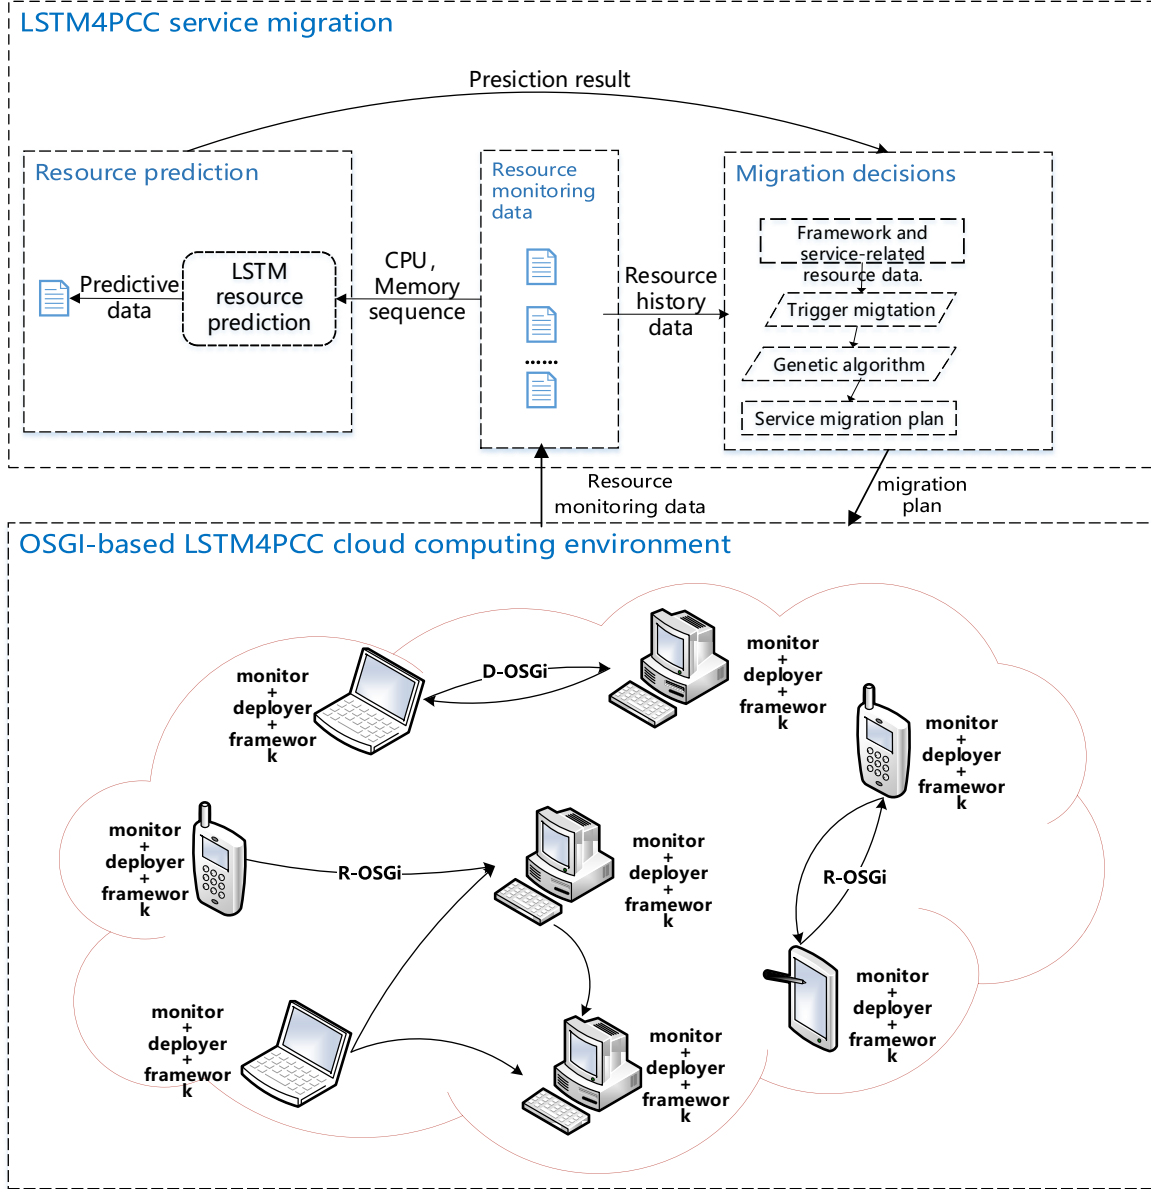 LSTM4PCC service migration
Presiction result
Resource prediction
Predictive
data
LSTM
resource
prediction
CPU,
Memory
sequence
Resource
monitoring
data
......
Resource
history
data
Migration decisions
Framework and
service-related
resource data.
Trigger migtation
Genetic algorithm
Service migration plan
Resource
monitoring data
migration
plan
OSGI-based LSTM4PCC cloud computing environment
monitor
+
deployer
+
framewor
k
D-OSGi
monitor
+
deployer
+
framewor
k
monitor
+
deployer
+
framewor
k
monitor
+
deployer
+
framewor
k
R-OSGi
monitor
+
deployer
+
framewor
k
R-OSGi
monitor
+
deployer
+
framewor
k
monitor
+
deployer
+
framewor
k
monitor
+
deployer
+
framewor
k